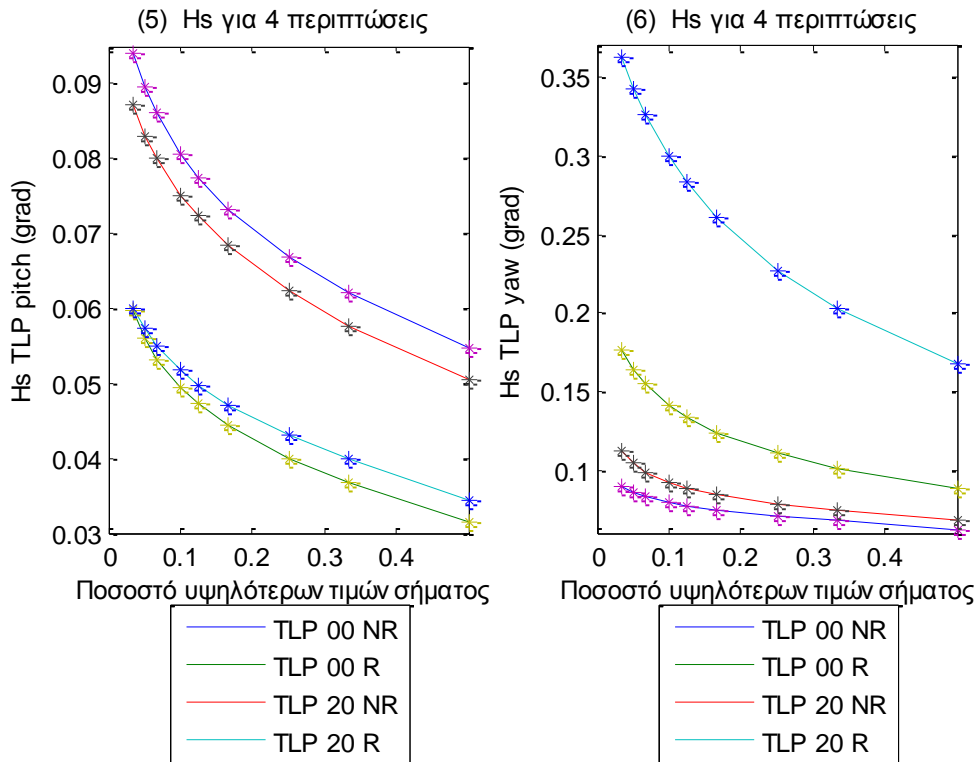 (5) Hs για 4 περιπτώσεις
Hs TLP pitch (grad)
0.09
0.08
0.07
0.06
0.05
0.04
0.03
0 0.1 0.2 0.3 0.4
Ποσοστό υψηλότερων τιμών σήματος
TLP 00 NR
TLP 00 R
TLP 20 NR
TLP 20 R
(6) Hs για 4 περιπτώσεις
Hs TLP yaw (grad)
0.35
0.3
0.25
0.2
0.15
0.1
0 0.1 0.2 0.3 0.4
Ποσοστό υψηλότερων τιμών σήματος
TLP 00 NR
TLP 00 R
TLP 20 NR
TLP 20 R